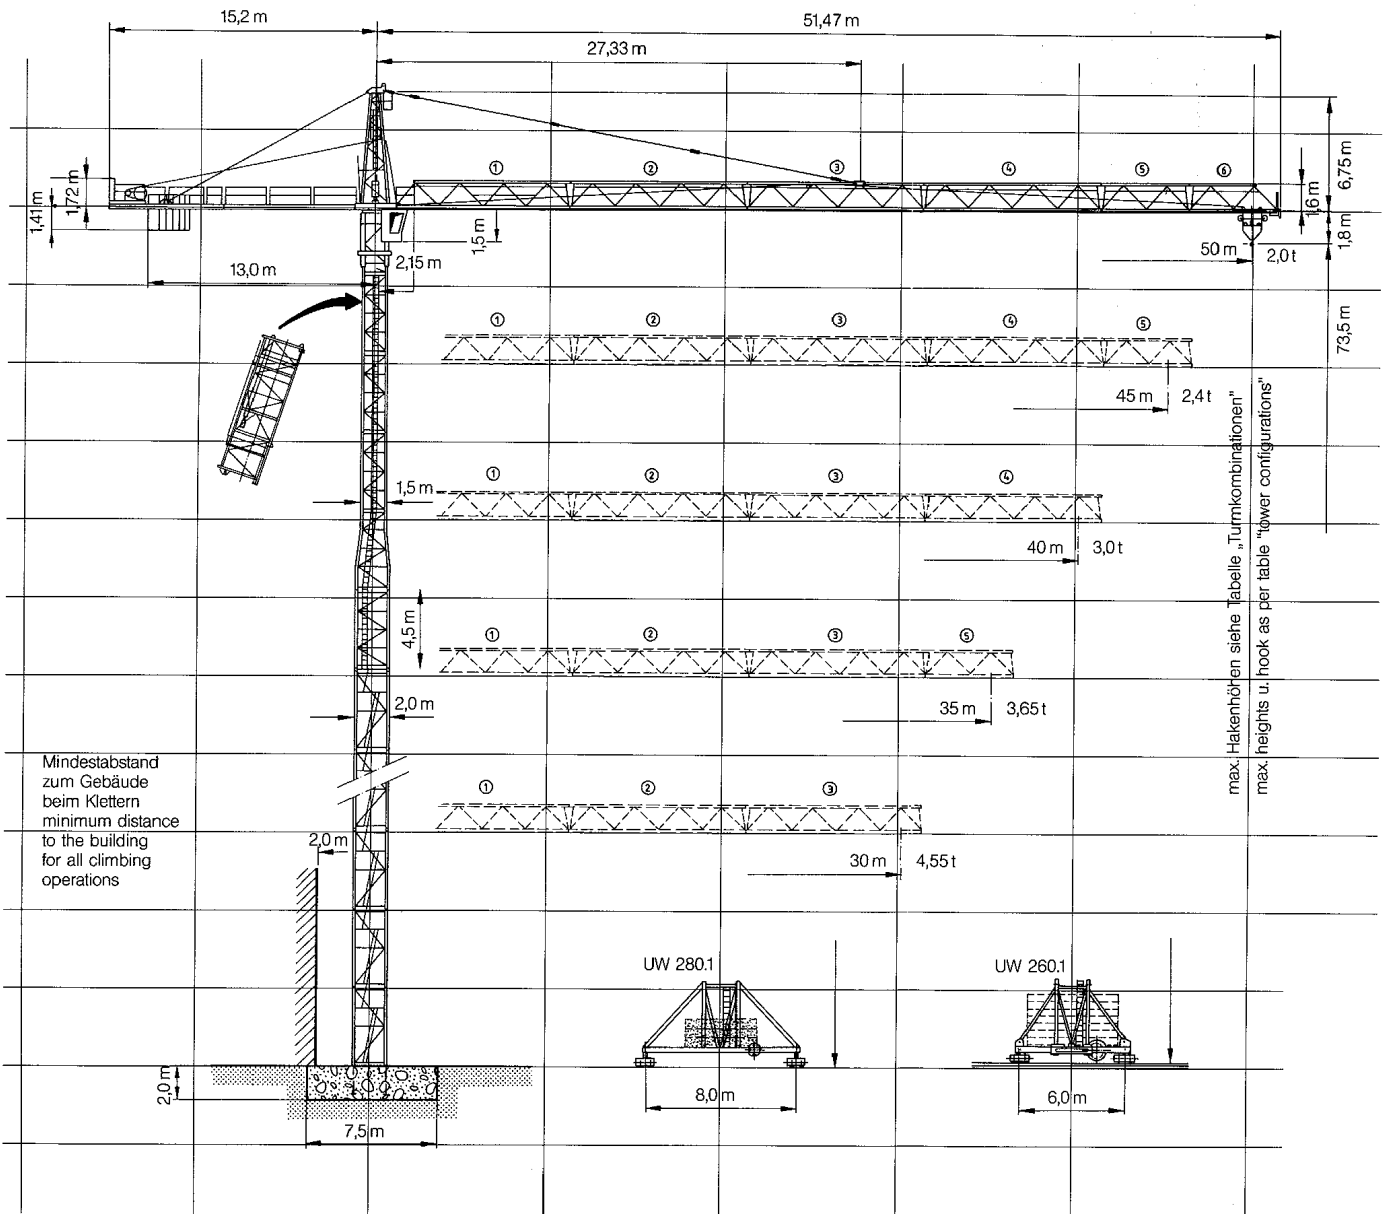 15,2 m
51,47 m
27,33 m
① ② ③ ④ ⑤ ⑥
1,41 m
1,72 m
6,75 m
1,6 m
1,8 m
1,5 m
2,15 m
13,0 m
50 m 2,0 t
73,5 m
① ② ③ ④ ⑤
45 m 2,4 t
① ② ③ ④
1,5 m
40 m 3,0 t
4,5 m
① ② ③ ⑤
2,0 m
35 m 3,65 t
max. Hakenhöhen siehe Tabelle „Turmkombinationen"
max. heights u. hook as per table "tower configurations"
Mindestabstand
zum Gebäude
beim Klettern
minimum distance
to the building
for all climbing
operations
① ② ③
2,0 m
30 m 4,55 t
UW 280.1
UW 260.1
2,0 m
7,5 m
8,0 m
6,0 m